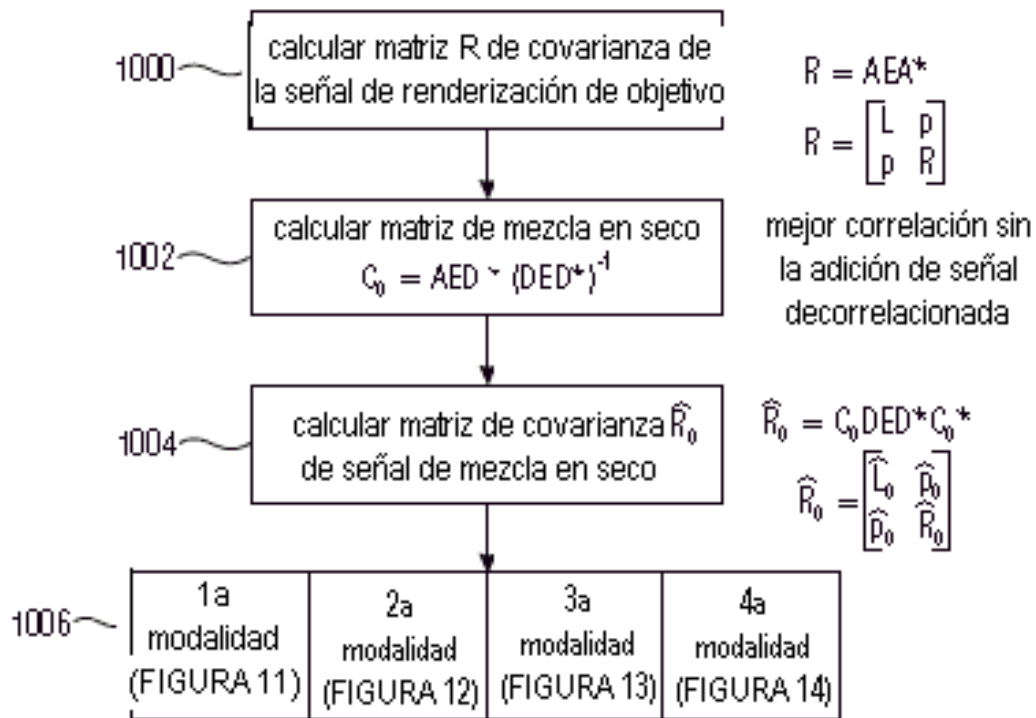 1000
calcular matriz R de covarianza de
la señal de renderización de objetivo
R = AEA*
R = [L p
p R]
1002
calcular matriz de mezcla en seco
C₀ = AED ˜ (DED*)⁻¹
mejor correlación sin
la adición de señal
decorrelacionada
1004
calcular matriz de covarianza R̂₀
de señal de mezcla en seco
R̂₀ = C₀DED*C₀*
R̂₀ = [L̂₀ p̂₀
p̂₀ R̂₀]
1006
1a
modalidad
(FIGURA 11)
2a
modalidad
(FIGURA 12)
3a
modalidad
(FIGURA 13)
4a
modalidad
(FIGURA 14)